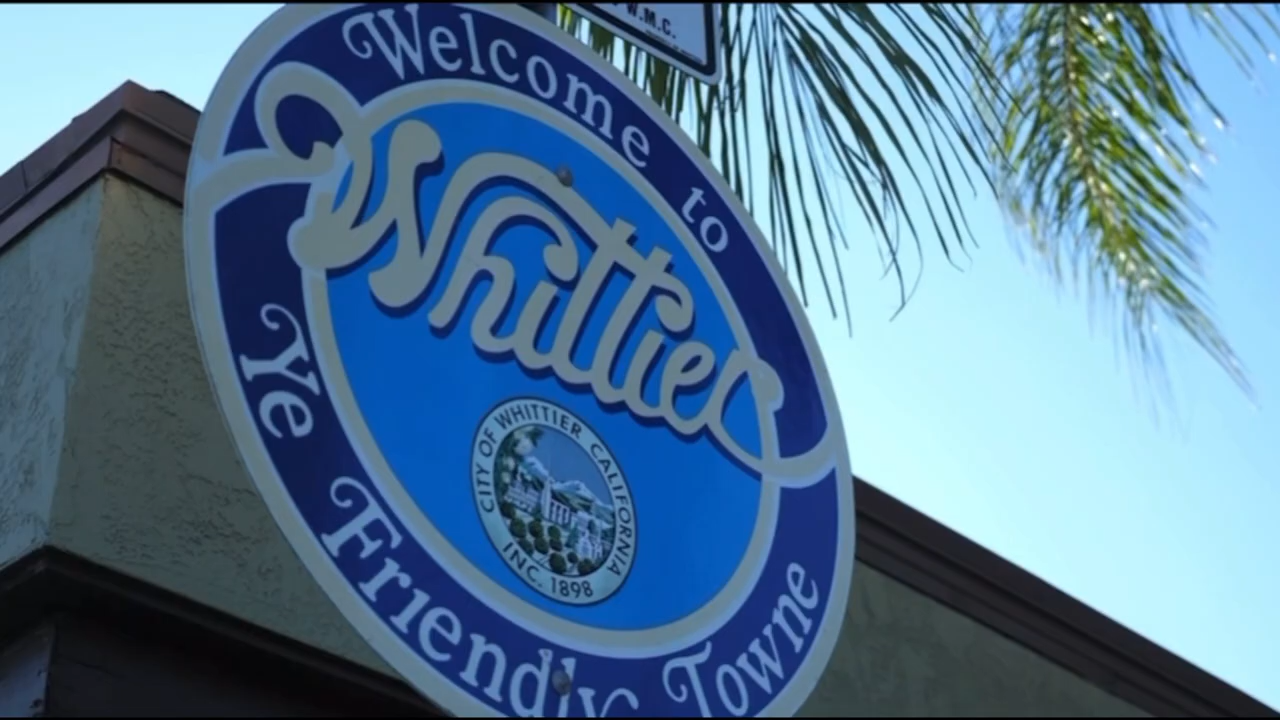 W.M.C.
Welcome to
Whittier
CITY OF WHITTIER CALIFORNIA
INC. 1898
Ye Friendly Towne